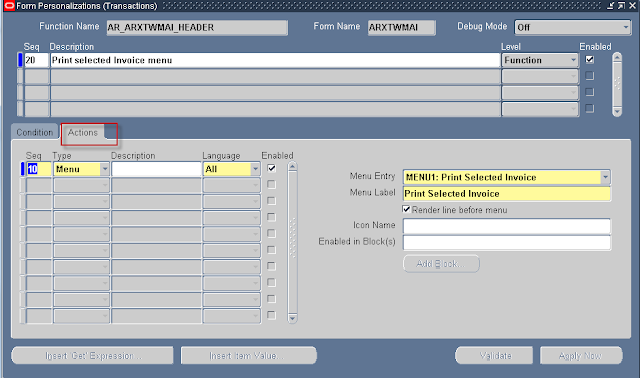 Form Personalizations (Transactions)
Function Name AR_ARXTWMAI_HEADER Form Name ARXTWMAI Debug Mode Off
Seq Description Level Enabled
20 Print selected Invoice menu Function
Condition Actions
Seq Type Description Language Enabled
10 Menu All
Menu Entry MENU1: Print Selected Invoice
Menu Label Print Selected Invoice
Render line before menu
Icon Name
Enabled in Block(s)
Add Block...
Insert 'Get' Expression... Insert Item Value... Validate Apply Now